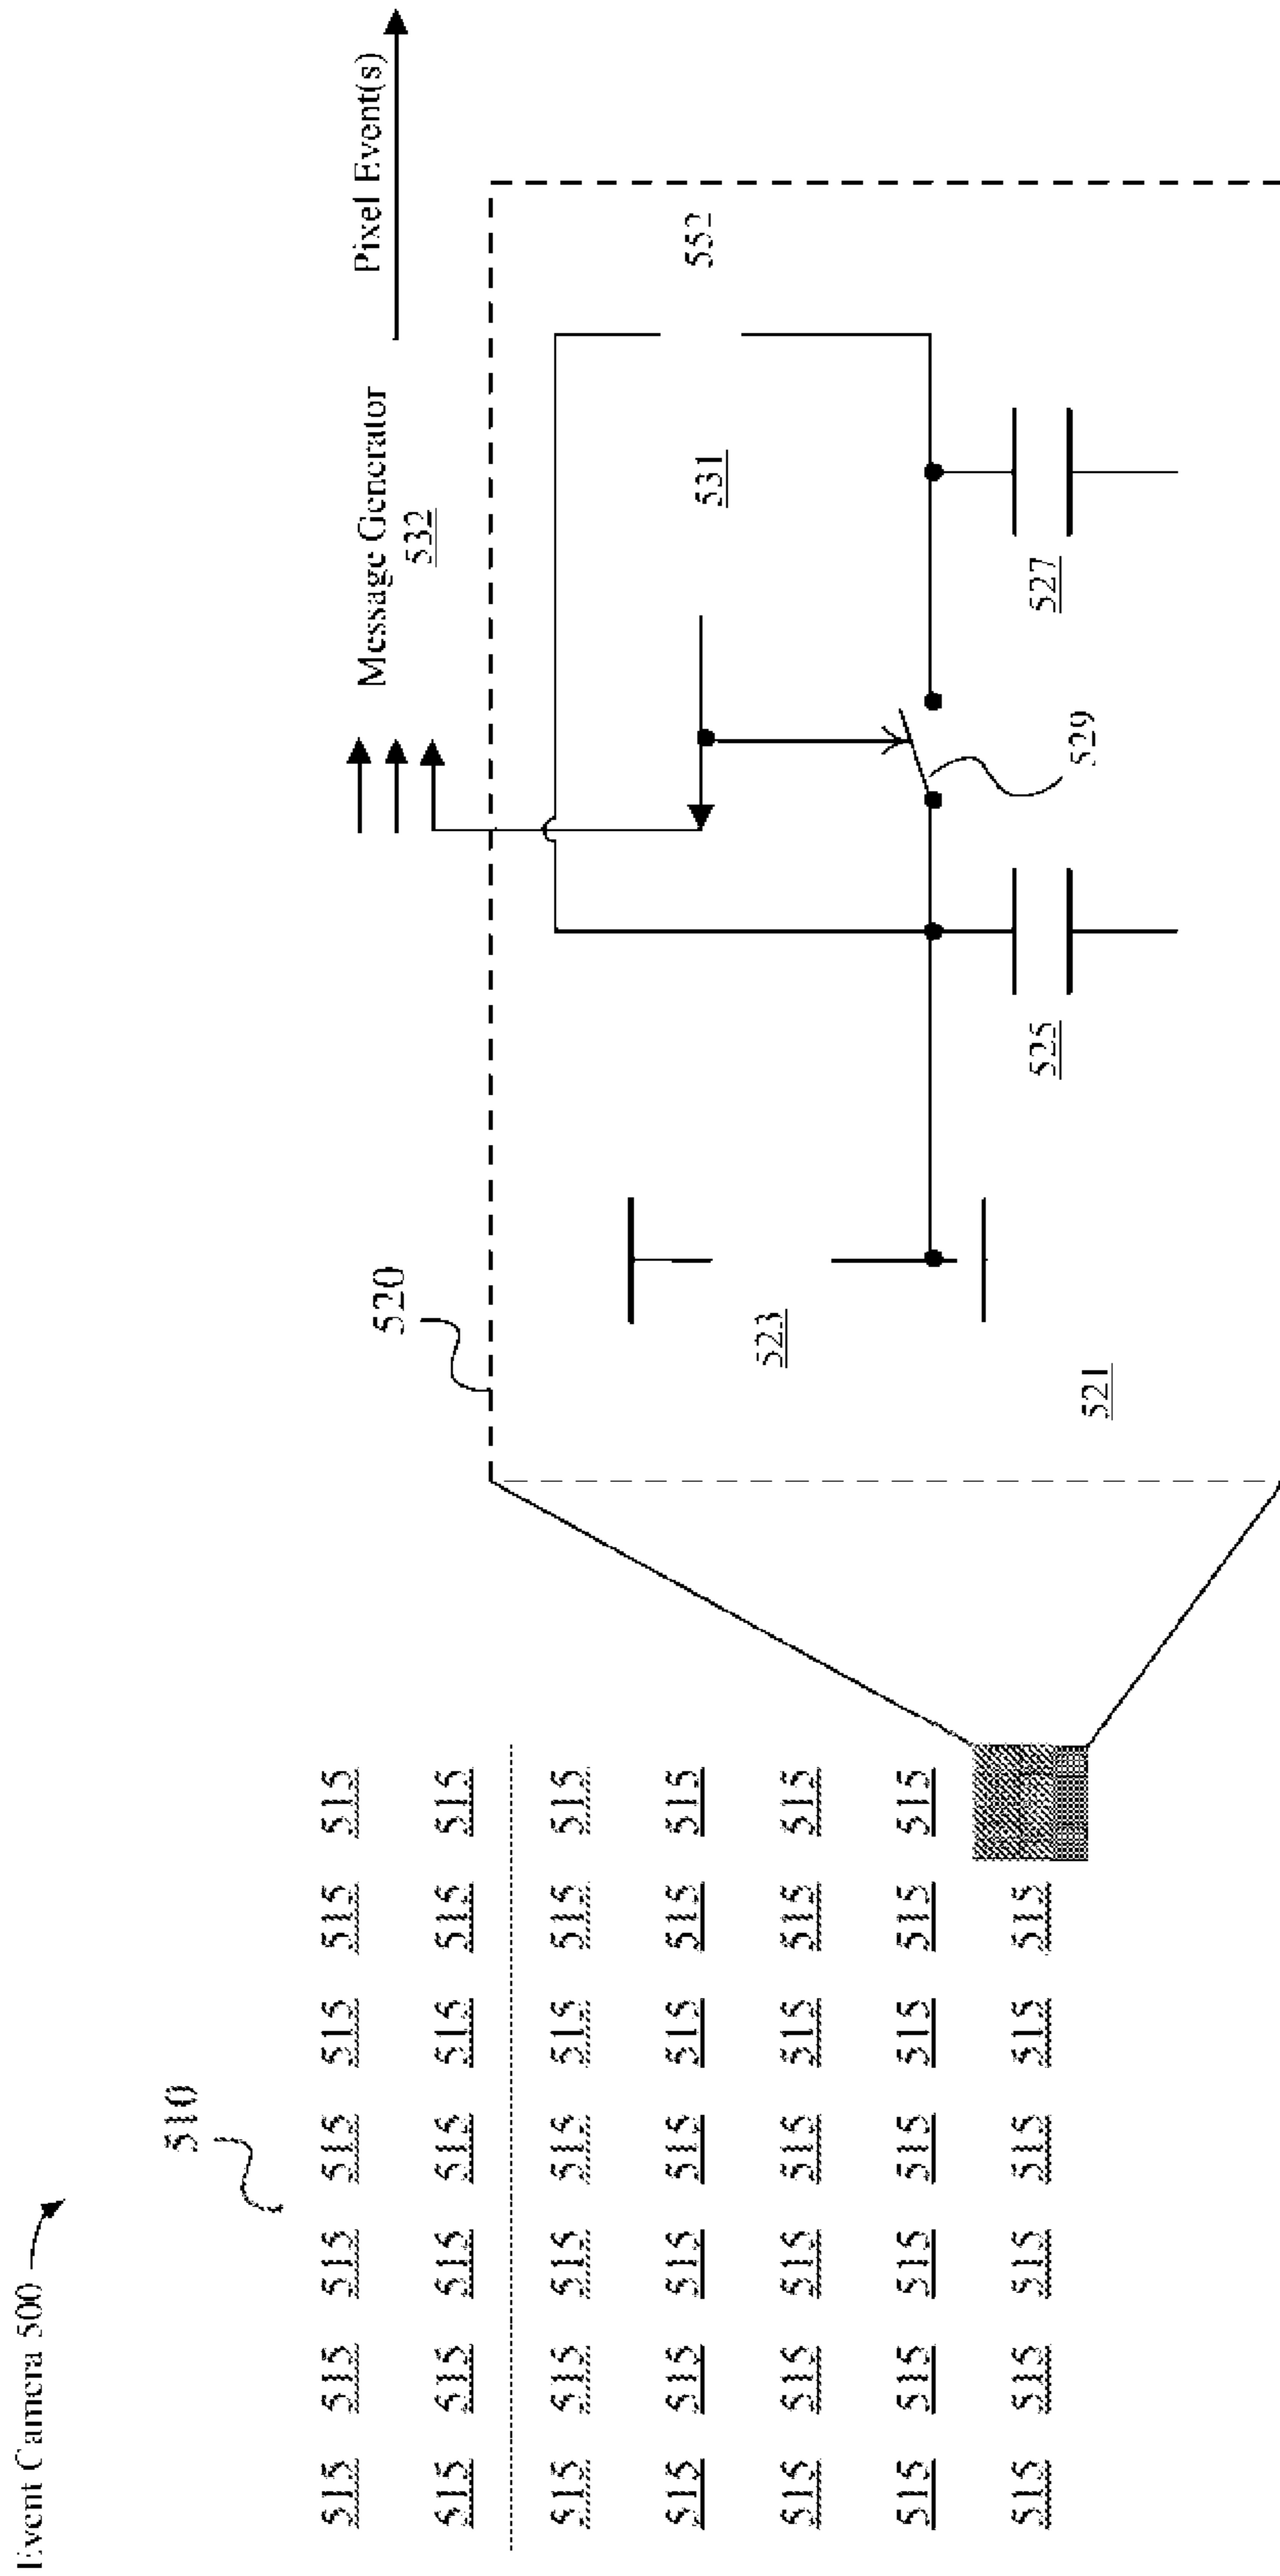 Event Camera 500
510
515 515 515 515 515 515 515
515 515 515 515 515 515 515
515 515 515 515 515 515 515
515 515 515 515 515 515 515
515 515 515 515 515 515 515
515 515 515 515 515 515 515
515 515 515 515 515 515
Message Generator
532
Pixel Event(s)
520
531
552
523
525
527
529
521